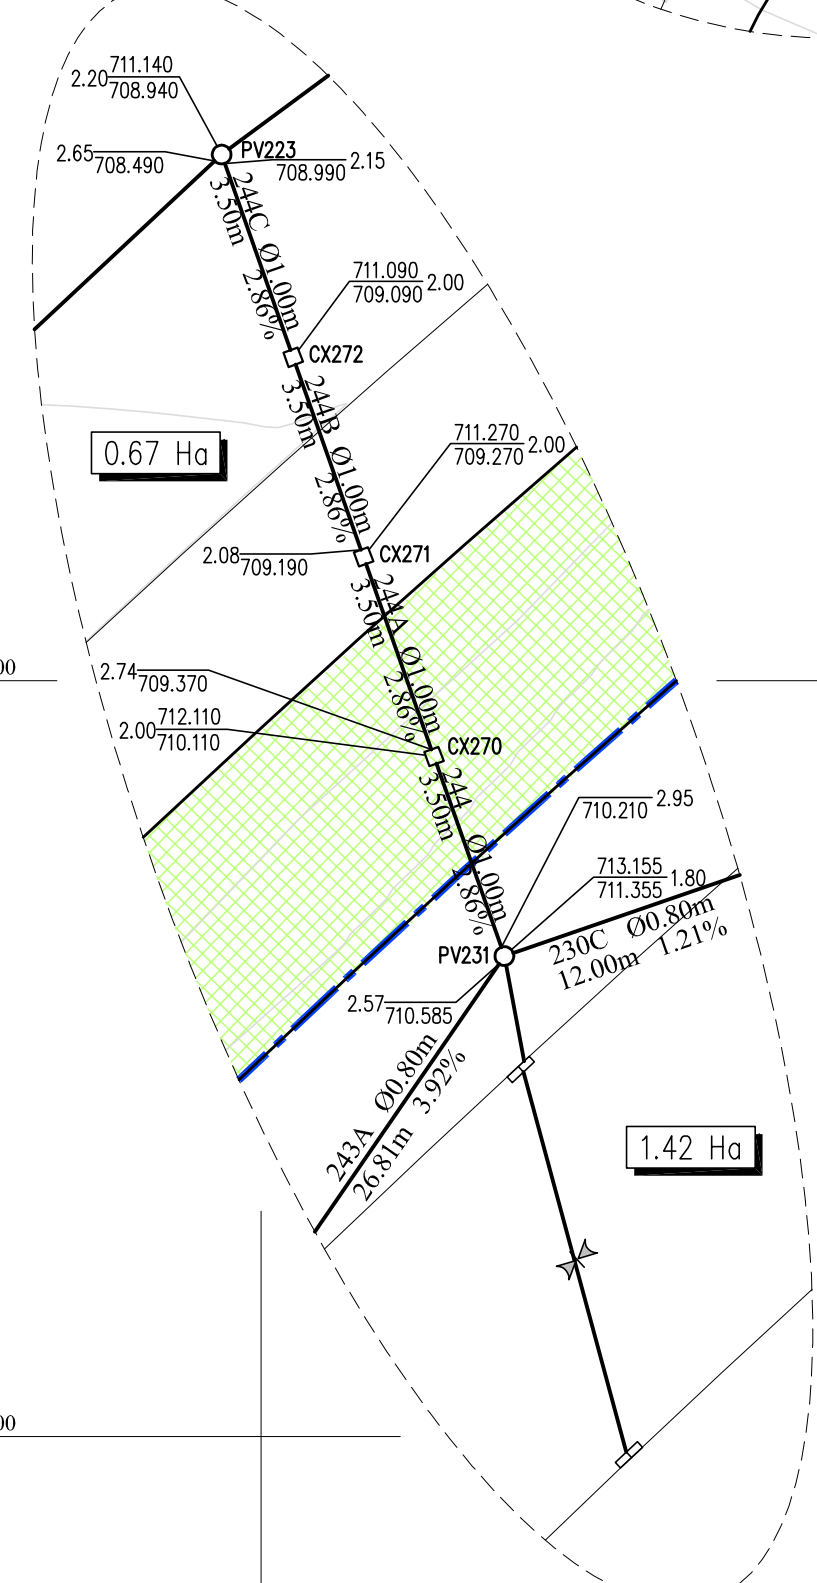 711.140
2.20
708.940
PV223
2.65
708.490
2.15
708.990
244C Ø1.00m
3.50m 2.86%
711.090
2.00
709.090
CX272
244B Ø1.00m
3.50m 2.86%
0.67 Ha
711.270
2.00
709.270
2.08
709.190
CX271
244A Ø1.00m
3.50m 2.86%
00
2.74
709.370
712.110
2.00
710.110
CX270
244 Ø1.00m
3.50m 2.86%
2.95
710.210
713.155
1.80
711.355
PV231
230C Ø0.80m
12.00m 1.21%
2.57
710.585
243A Ø0.80m
26.81m 3.92%
1.42 Ha
00